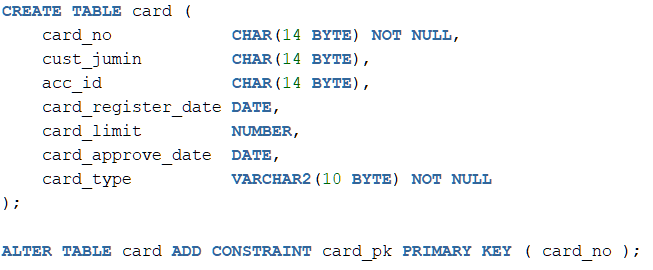 CREATE TABLE card (
    card_no            CHAR(14 BYTE) NOT NULL,
    cust_jumin         CHAR(14 BYTE),
    acc_id             CHAR(14 BYTE),
    card_register_date DATE,
    card_limit         NUMBER,
    card_approve_date  DATE,
    card_type          VARCHAR2(10 BYTE) NOT NULL
);
ALTER TABLE card ADD CONSTRAINT card_pk PRIMARY KEY ( card_no );